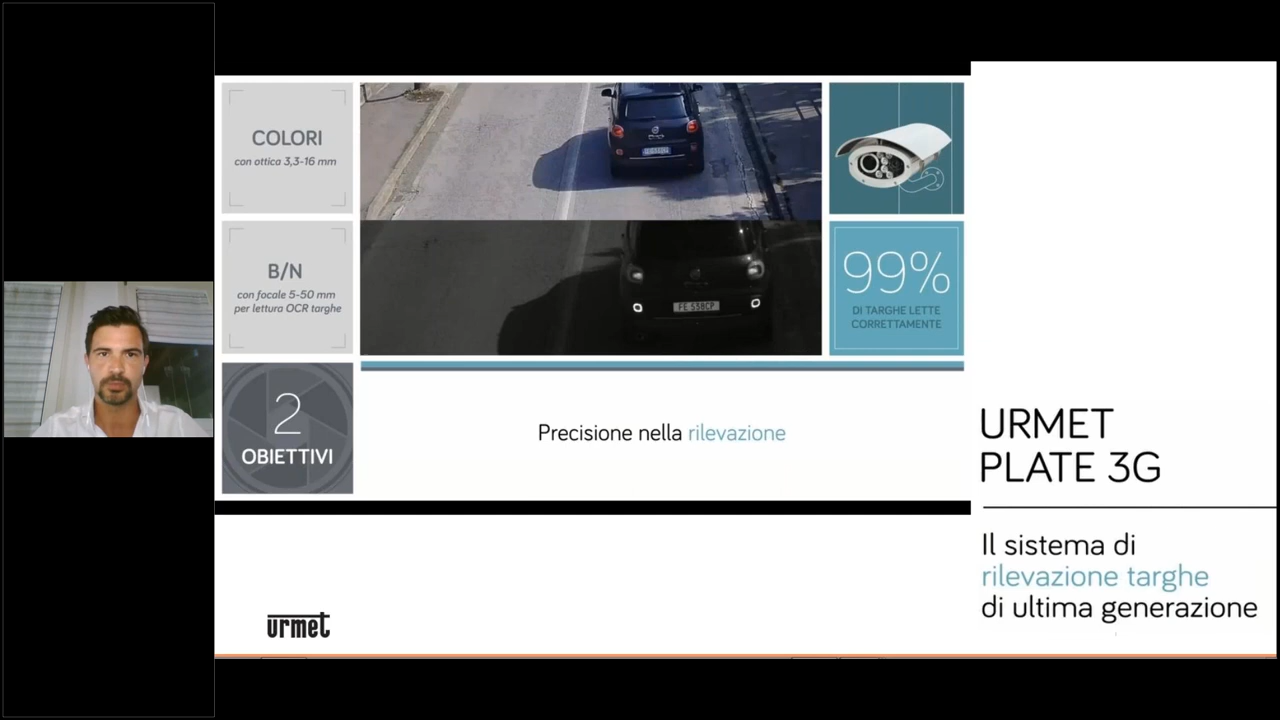 COLORI
con ottica 3,3-16 mm
B/N
con focale 5-50 mm
per lettura OCR targhe
2
OBIETTIVI
FE 538CP
99%
DI TARGHE LETTE
CORRETTAMENTE
Precisione nella rilevazione
urmet
URMET
PLATE 3G
Il sistema di
rilevazione targhe
di ultima generazione